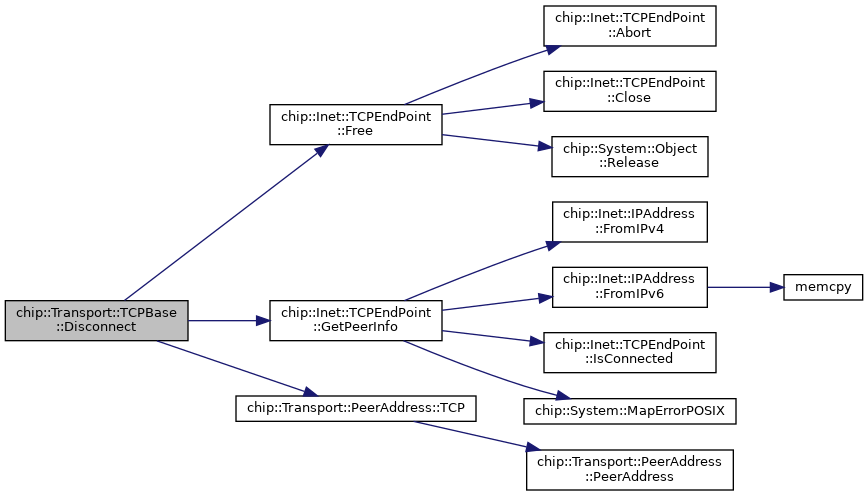 chip::Inet::TCPEndPoint
::Abort
chip::Inet::TCPEndPoint
::Close
chip::Inet::TCPEndPoint
::Free
chip::System::Object
::Release
chip::Inet::IPAddress
::FromIPv4
chip::Inet::IPAddress
::FromIPv6
memcpy
chip::Transport::TCPBase
::Disconnect
chip::Inet::TCPEndPoint
::GetPeerInfo
chip::Inet::TCPEndPoint
::IsConnected
chip::Transport::PeerAddress::TCP
chip::System::MapErrorPOSIX
chip::Transport::PeerAddress
::PeerAddress